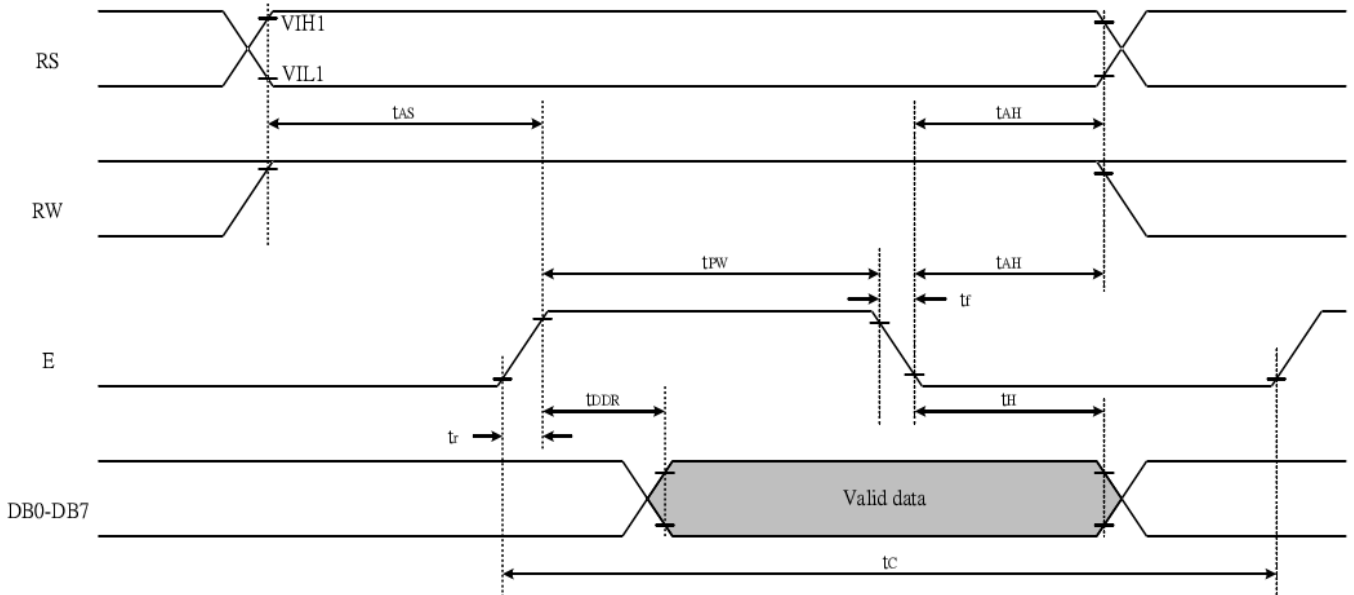 VIH1
RS
VIL1
tAS
tAH
RW
tPW
tAH
tf
E
tDDR
tH
tr
Valid data
DB0-DB7
tC